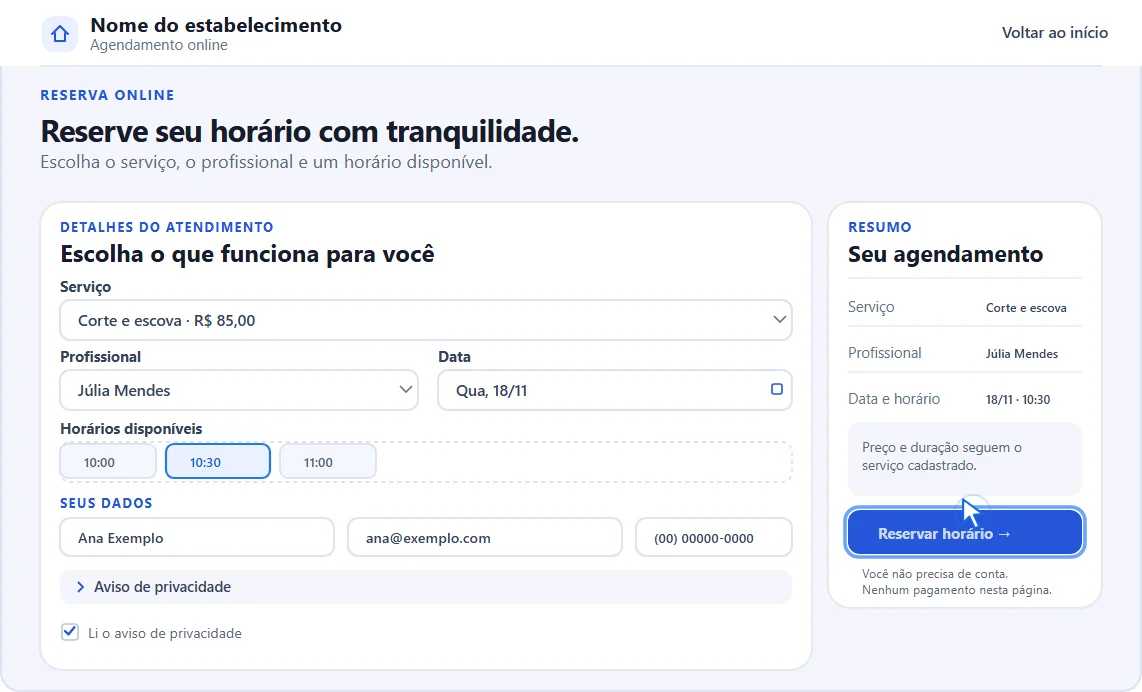 Nome do estabelecimento
Agendamento online
Voltar ao início
RESERVA ONLINE
Reserve seu horário com tranquilidade.
Escolha o serviço, o profissional e um horário disponível.
DETALHES DO ATENDIMENTO
Escolha o que funciona para você
Serviço
Corte e escova · R$ 85,00
Profissional
Data
Júlia Mendes
Qua, 18/11
Horários disponíveis
10:00
10:30
11:00
SEUS DADOS
Ana Exemplo
ana@exemplo.com
(00) 00000-0000
Aviso de privacidade
Li o aviso de privacidade
RESUMO
Seu agendamento
Serviço
Corte e escova
Profissional
Júlia Mendes
Data e horário
18/11 · 10:30
Preço e duração seguem o
serviço cadastrado.
Reservar horário →
Você não precisa de conta.
Nenhum pagamento nesta página.